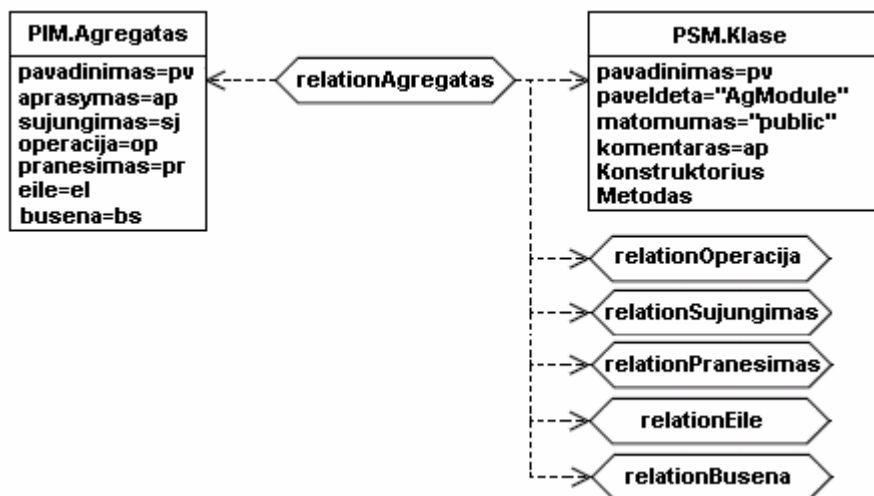 PIM.Agregatas
pavadinimas=pv
aprasymas=ap
sujungimas=sj
operacija=op
pranesimas=pr
eile=el
busena=bs
relationAgregatas
PSM.Klase
pavadinimas=pv
paveldeta="AgModule"
matomumas="public"
komentaras=ap
Konstruktorius
Metodas
relationOperacija
relationSujungimas
relationPranesimas
relationEile
relationBusena